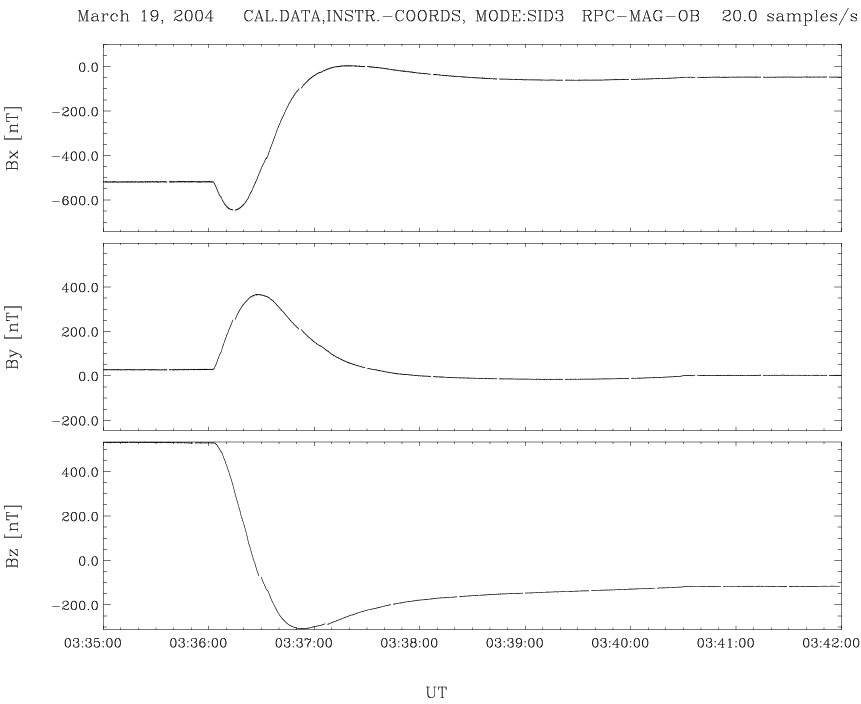 March 19, 2004 CAL.DATA,INSTR.-COORDS, MODE:SID3 RPC-MAG-OB 20.0 samples/s
Bx [nT]
0.0
-200.0
-400.0
-600.0
By [nT]
400.0
200.0
0.0
-200.0
Bz [nT]
400.0
200.0
0.0
-200.0
03:35:00 03:36:00 03:37:00 03:38:00 03:39:00 03:40:00 03:41:00 03:42:00
UT